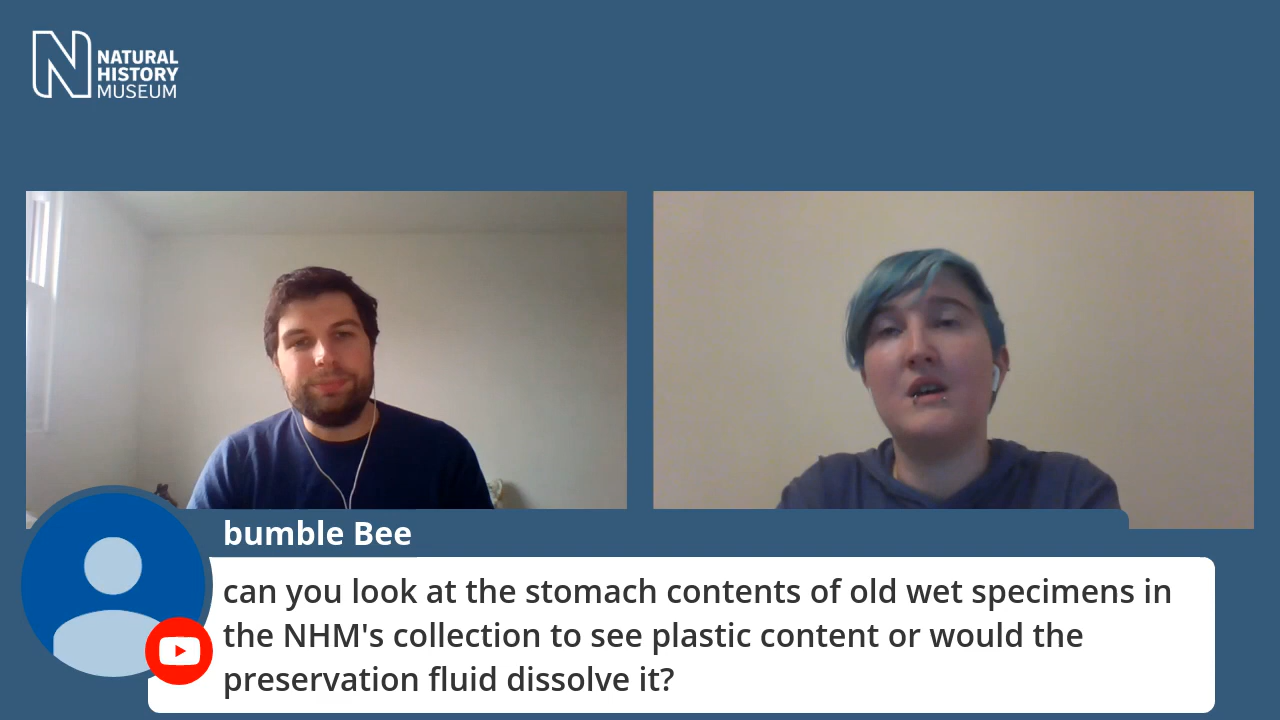 NATURAL
HISTORY
MUSEUM
bumble Bee
can you look at the stomach contents of old wet specimens in
the NHM's collection to see plastic content or would the
preservation fluid dissolve it?